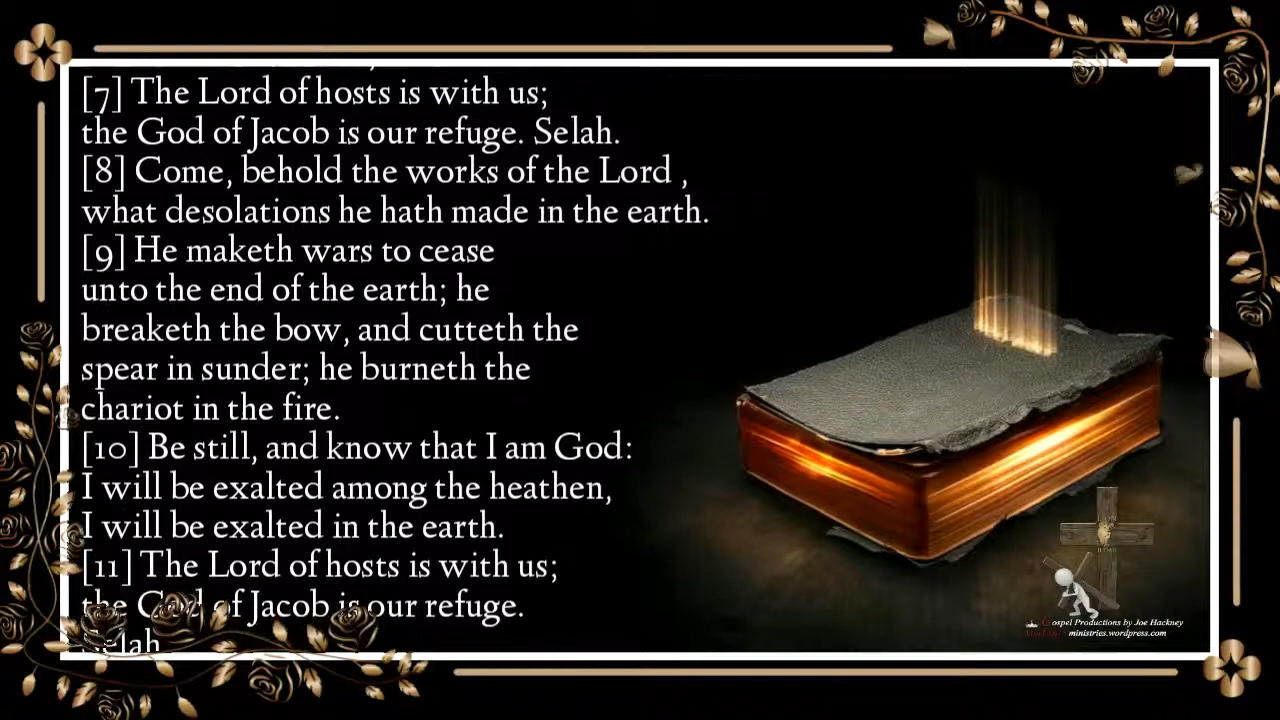 [7] The Lord of hosts is with us;
the God of Jacob is our refuge. Selah.
[8] Come, behold the works of the Lord ,
what desolations he hath made in the earth.
[9] He maketh wars to cease
unto the end of the earth; he
breaketh the bow, and cutteth the
spear in sunder; he burneth the
chariot in the fire.
[10] Be still, and know that I am God:
I will be exalted among the heathen,
I will be exalted in the earth.
[11] The Lord of hosts is with us;
the God of Jacob is our refuge.
Selah
Gospel Productions by Joe Hackney
ministries.wordpress.com